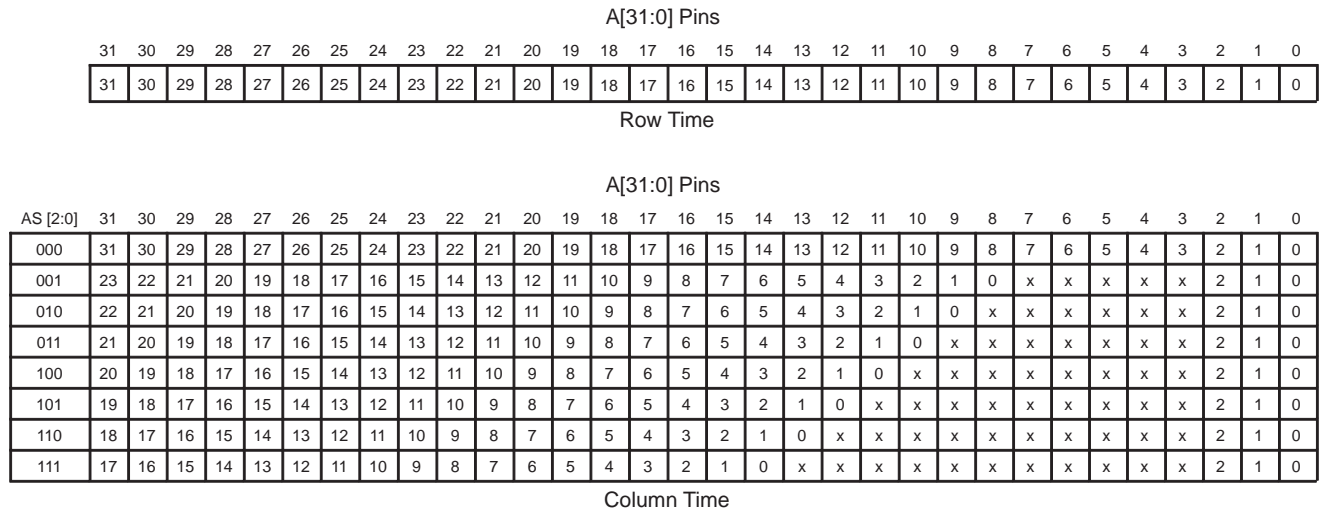 A[31:0] Pins
31 30 29 28 27 26 25 24 23 22 21 20 19 18 17 16 15 14 13 12 11 10 9 8 7 6 5 4 3 2 1 0
31 30 29 28 27 26 25 24 23 22 21 20 19 18 17 16 15 14 13 12 11 10 9 8 7 6 5 4 3 2 1 0
Row Time
A[31:0] Pins
AS [2:0] 31 30 29 28 27 26 25 24 23 22 21 20 19 18 17 16 15 14 13 12 11 10 9 8 7 6 5 4 3 2 1 0
000 31 30 29 28 27 26 25 24 23 22 21 20 19 18 17 16 15 14 13 12 11 10 9 8 7 6 5 4 3 2 1 0
001 23 22 21 20 19 18 17 16 15 14 13 12 11 10 9 8 7 6 5 4 3 2 1 0 x x x x x 2 1 0
010 22 21 20 19 18 17 16 15 14 13 12 11 10 9 8 7 6 5 4 3 2 1 0 x x x x x x 2 1 0
011 21 20 19 18 17 16 15 14 13 12 11 10 9 8 7 6 5 4 3 2 1 0 x x x x x x x 2 1 0
100 20 19 18 17 16 15 14 13 12 11 10 9 8 7 6 5 4 3 2 1 0 x x x x x x x x 2 1 0
101 19 18 17 16 15 14 13 12 11 10 9 8 7 6 5 4 3 2 1 0 x x x x x x x x x 2 1 0
110 18 17 16 15 14 13 12 11 10 9 8 7 6 5 4 3 2 1 0 x x x x x x x x x x 2 1 0
111 17 16 15 14 13 12 11 10 9 8 7 6 5 4 3 2 1 0 x x x x x x x x x x x 2 1 0
Column Time